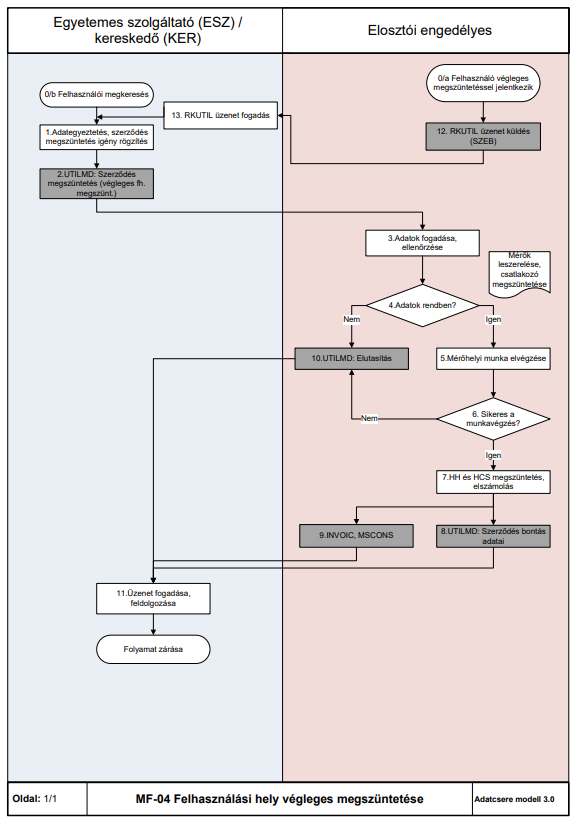 Egyetemes szolgáltató (ESZ) /
kereskedő (KER)
Elosztói engedélyes
0/b Felhasználói megkeresés
0/a Felhasználó végleges
megszüntetéssel jelentkezik
13. RKUTIL üzenet fogadás
1.Adategyeztetés, szerződés
megszüntetés igény rögzítés
12. RKUTIL üzenet küldés
(SZEB)
2.UTILMD: Szerződés
megszüntetés (végleges fh.
megszünt.)
3.Adatok fogadása,
ellenőrzése
Mérők
leszerelése,
csatlakozó
megszüntetése
4.Adatok rendben?
Nem
Igen
10.UTILMD: Elutasítás
5.Mérőhelyi munka elvégzése
6. Sikeres a
munkavégzés?
Nem
Igen
7.HH és HCS megszüntetés,
elszámolás
9.INVOIC, MSCONS
8.UTILMD: Szerződés bontás
adatai
11.Üzenet fogadása,
feldolgozása
Folyamat zárása
Oldal: 1/1
MF-04 Felhasználási hely végleges megszüntetése
Adatcsere modell 3.0